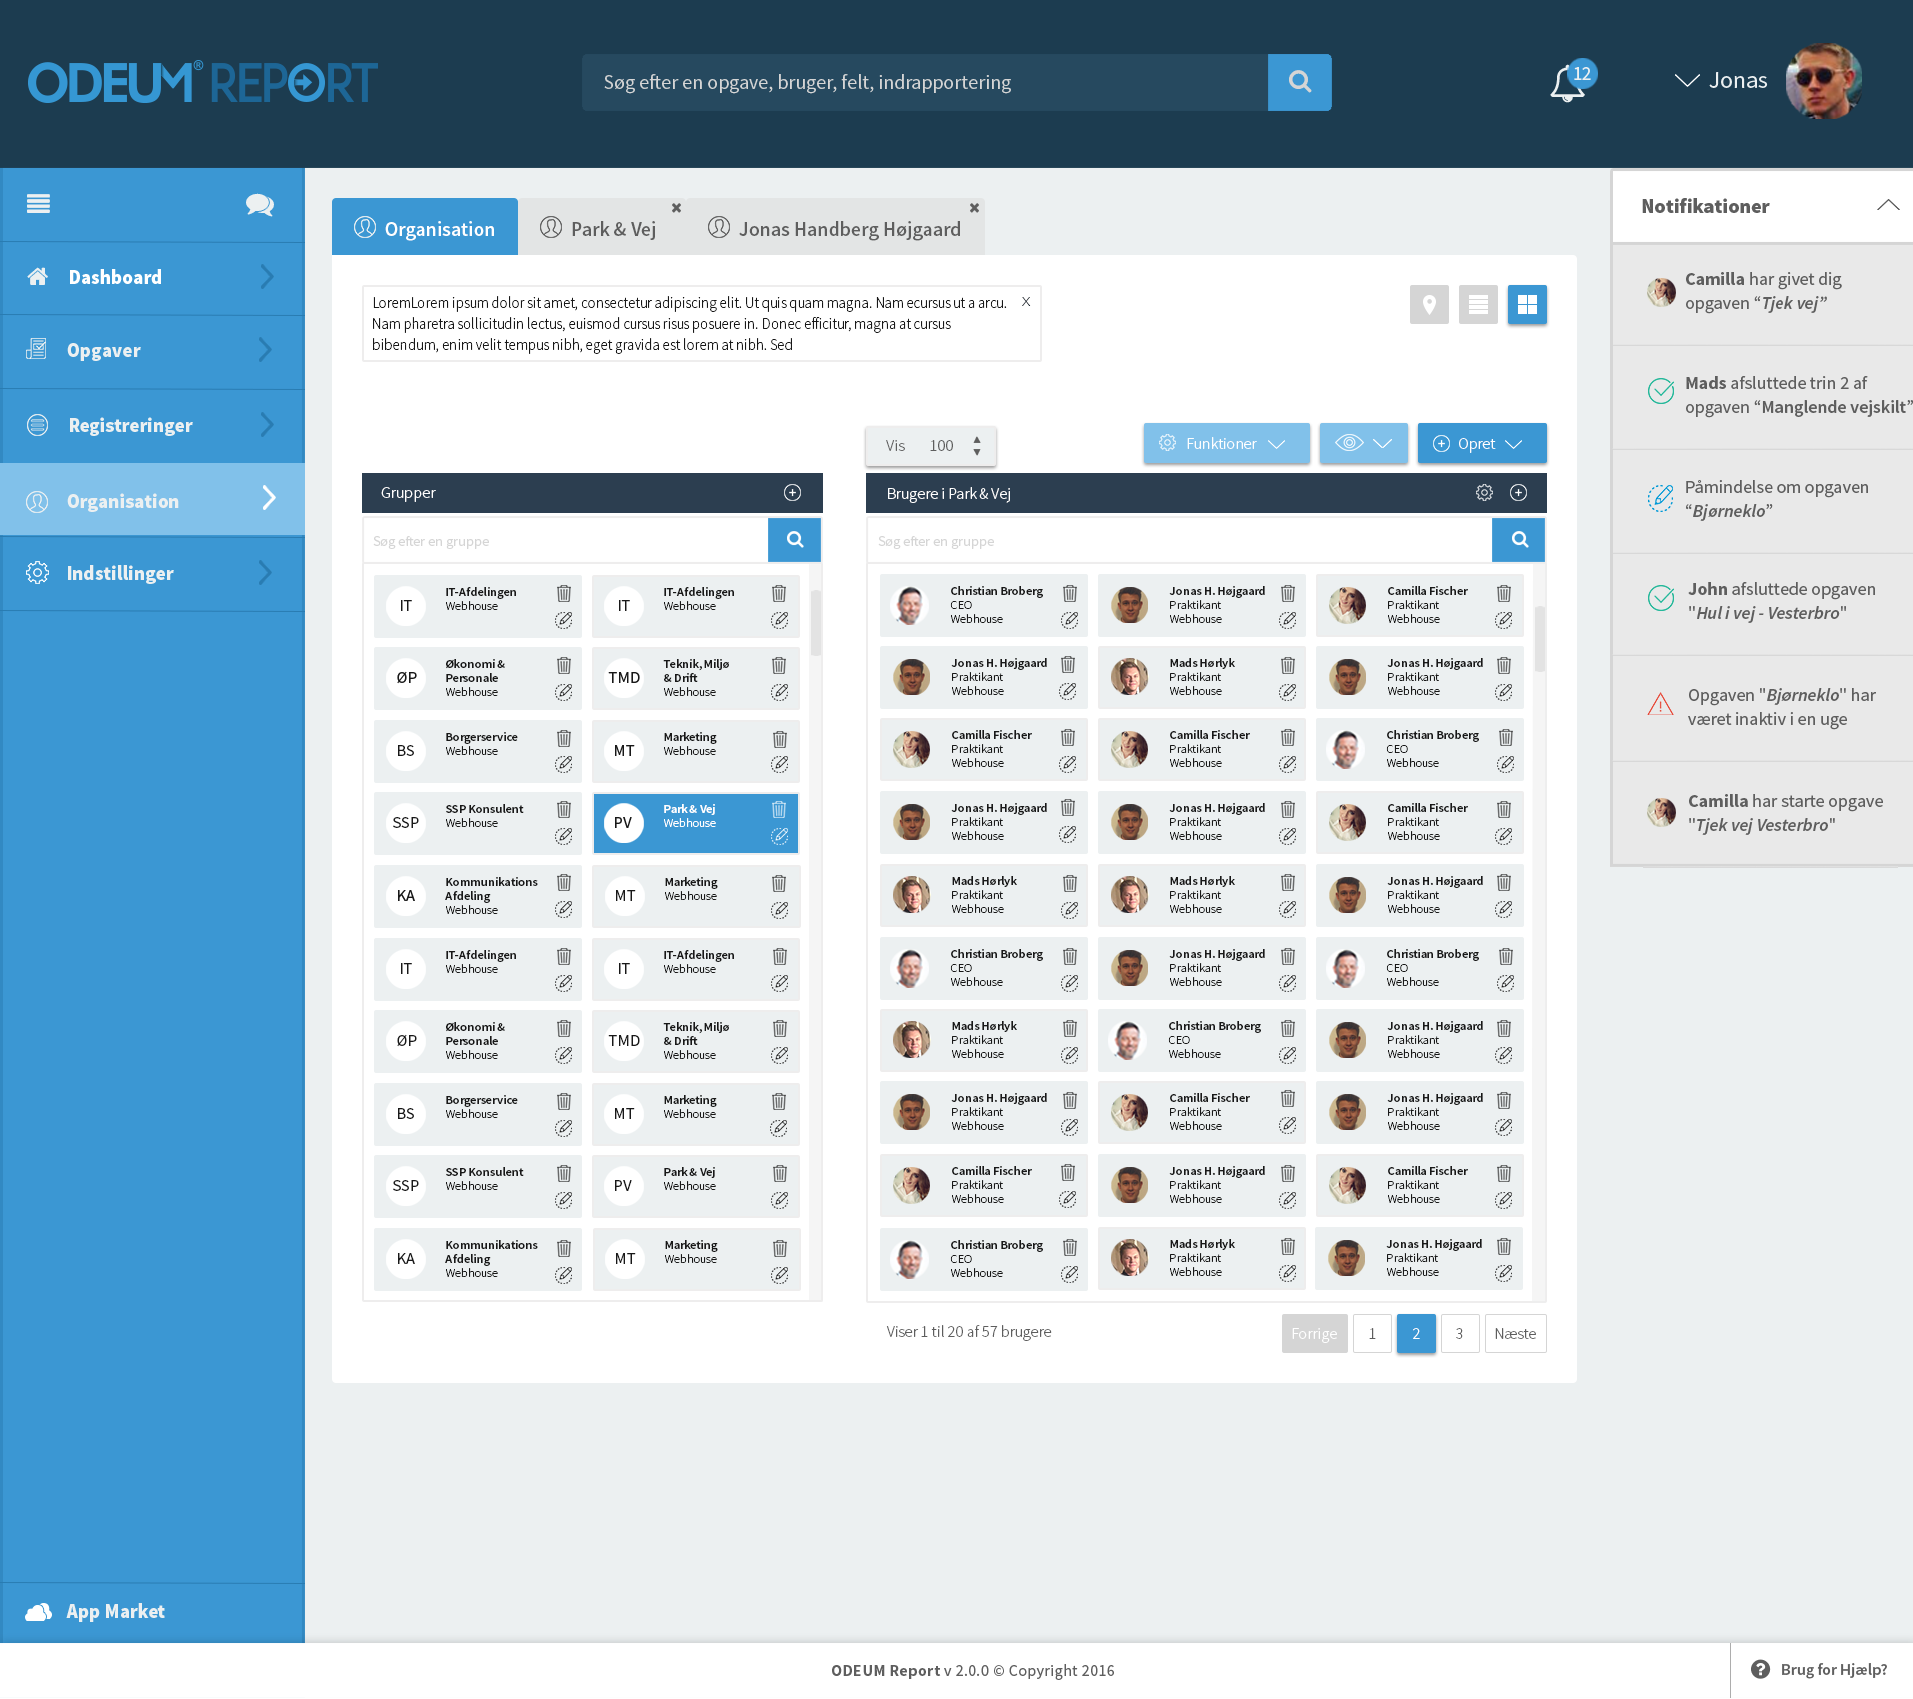 ODEUM® REPORT
Søg efter en opgave, bruger, felt, indrapportering
12
Jonas
Dashboard
Opgaver
Registreringer
Organisation
Indstillinger
App Market
Organisation
Park & Vej
Jonas Handberg Højgaard
LoremLorem ipsum dolor sit amet, consectetur adipiscing elit. Ut quis quam magna. Nam ecursus ut a arcu.
Nam pharetra sollicitudin lectus, euismod cursus risus posuere in. Donec efficitur, magna at cursus
bibendum, enim velit tempus nibh, eget gravida est lorem at nibh. Sed
X
Vis 100
Funktioner
Opret
Grupper
Søg efter en gruppe
IT IT-Afdelingen Webhouse
IT IT-Afdelingen Webhouse
ØP Økonomi & Personale Webhouse
TMD Teknik, Miljø & Drift Webhouse
BS Borgerservice Webhouse
MT Marketing Webhouse
SSP SSP Konsulent Webhouse
PV Park & Vej Webhouse
KA Kommunikations Afdeling Webhouse
MT Marketing Webhouse
IT IT-Afdelingen Webhouse
IT IT-Afdelingen Webhouse
ØP Økonomi & Personale Webhouse
TMD Teknik, Miljø & Drift Webhouse
BS Borgerservice Webhouse
MT Marketing Webhouse
SSP SSP Konsulent Webhouse
PV Park & Vej Webhouse
KA Kommunikations Afdeling Webhouse
MT Marketing Webhouse
Brugere i Park & Vej
Søg efter en gruppe
Christian Broberg CEO Webhouse
Jonas H. Højgaard Praktikant Webhouse
Camilla Fischer Praktikant Webhouse
Jonas H. Højgaard Praktikant Webhouse
Mads Hørlyk Praktikant Webhouse
Jonas H. Højgaard Praktikant Webhouse
Camilla Fischer Praktikant Webhouse
Camilla Fischer Praktikant Webhouse
Christian Broberg CEO Webhouse
Jonas H. Højgaard Praktikant Webhouse
Jonas H. Højgaard Praktikant Webhouse
Camilla Fischer Praktikant Webhouse
Mads Hørlyk Praktikant Webhouse
Mads Hørlyk Praktikant Webhouse
Jonas H. Højgaard Praktikant Webhouse
Christian Broberg CEO Webhouse
Jonas H. Højgaard Praktikant Webhouse
Christian Broberg CEO Webhouse
Mads Hørlyk Praktikant Webhouse
Christian Broberg CEO Webhouse
Jonas H. Højgaard Praktikant Webhouse
Jonas H. Højgaard Praktikant Webhouse
Camilla Fischer Praktikant Webhouse
Jonas H. Højgaard Praktikant Webhouse
Camilla Fischer Praktikant Webhouse
Jonas H. Højgaard Praktikant Webhouse
Camilla Fischer Praktikant Webhouse
Christian Broberg CEO Webhouse
Mads Hørlyk Praktikant Webhouse
Jonas H. Højgaard Praktikant Webhouse
Viser 1 til 20 af 57 brugere
Forrige 1 2 3 Næste
Notifikationer
Camilla har givet dig
opgaven “Tjek vej”
Mads afsluttede trin 2 af
opgaven “Manglende vejskilt”
Påmindelse om opgaven
“Bjørneklo”
John afsluttede opgaven
"Hul i vej - Vesterbro"
Opgaven "Bjørneklo" har
været inaktiv i en uge
Camilla har starte opgave
"Tjek vej Vesterbro"
ODEUM Report v 2.0.0 © Copyright 2016
Brug for Hjælp?